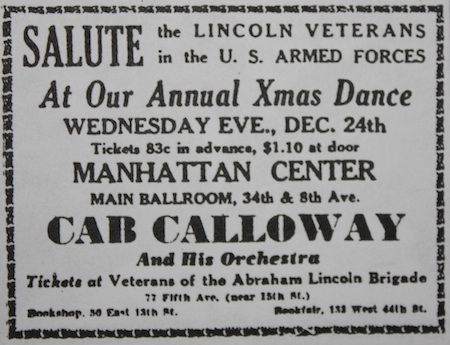 SALUTE the LINCOLN VETERANS
in the U. S. ARMED FORCES
At Our Annual Xmas Dance
WEDNESDAY EVE., DEC. 24th
Tickets 83c in advance, $1.10 at door
MANHATTAN CENTER
MAIN BALLROOM, 34th & 8th Ave.
CAB CALLOWAY
And His Orchestra
Tickets at Veterans of the Abraham Lincoln Brigade
77 Fifth Ave. (near 15th St.)
Bookshop, 50 East 13th St. Bookfair, 133 West 44th St.